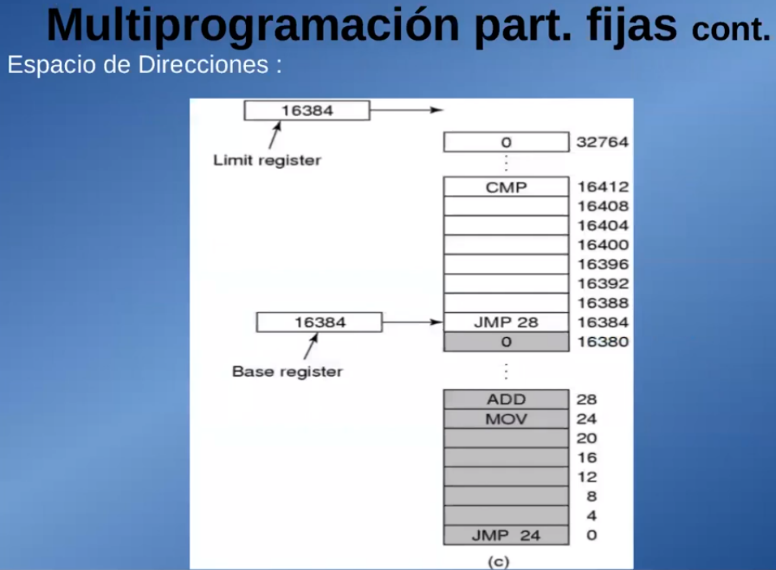 Multiprogramación part. fijas cont.
Espacio de Direcciones :
16384
Limit register
0 32764
⋮
CMP 16412
16408
16404
16400
16396
16392
16388
16384
Base register
JMP 28 16384
0 16380
⋮
ADD 28
MOV 24
20
16
12
8
4
JMP 24 0
(c)